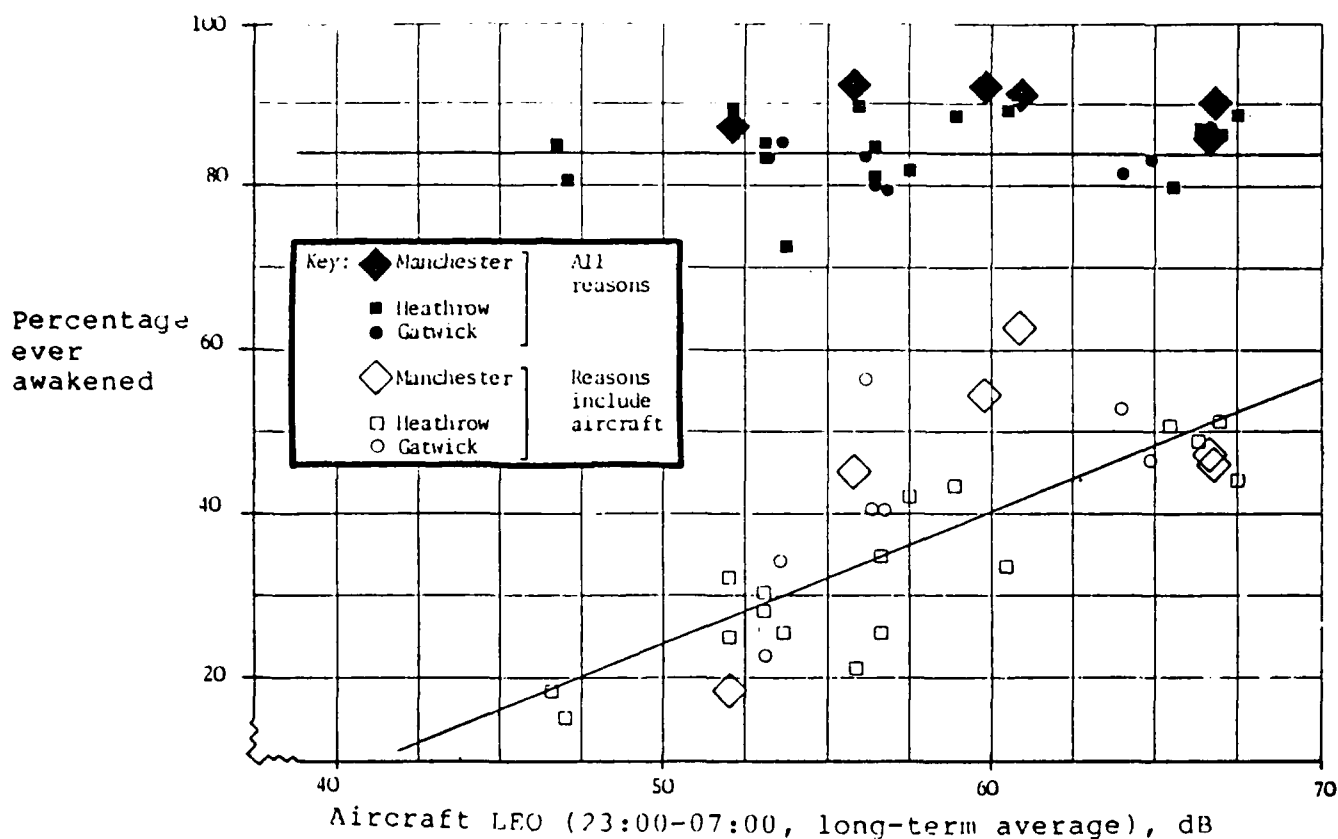 100
80
60
40
20
Percentage
ever
awakened
Key: Manchester All
reasons
Heathrow
Gatwick
Manchester Reasons
include
aircraft
Heathrow
Gatwick
40 50 60 70
Aircraft LEQ (23:00-07:00, long-term average), dB